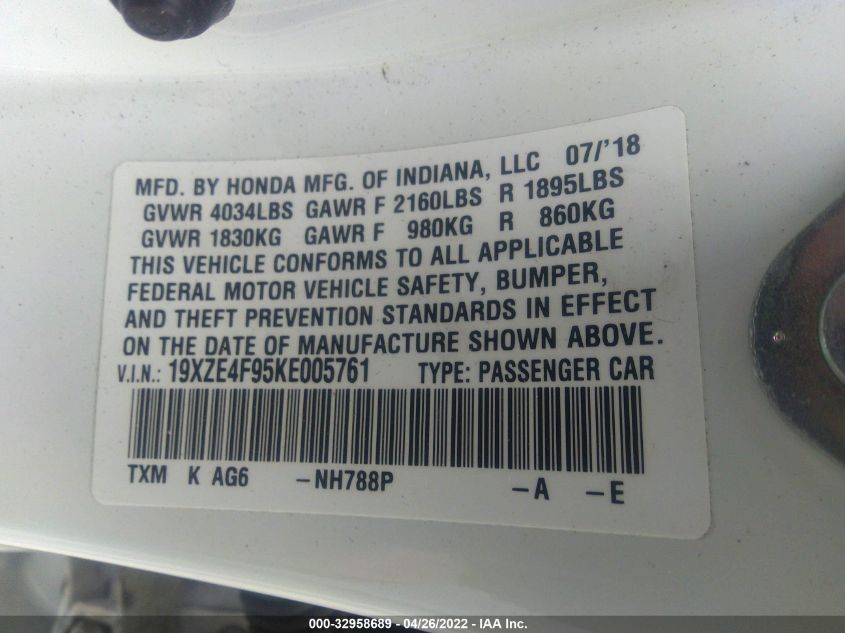 MFD. BY HONDA MFG. OF INDIANA, LLC 07/'18
GVWR 4034LBS GAWR F 2160LBS R 1895LBS
GVWR 1830KG GAWR F 980KG R 860KG
THIS VEHICLE CONFORMS TO ALL APPLICABLE
FEDERAL MOTOR VEHICLE SAFETY, BUMPER,
AND THEFT PREVENTION STANDARDS IN EFFECT
ON THE DATE OF MANUFACTURE SHOWN ABOVE.
V.I.N.: 19XZE4F95KE005761 TYPE: PASSENGER CAR
TXM K AG6 -NH788P -A -E
000-32958689 - 04/26/2022 - IAA Inc.